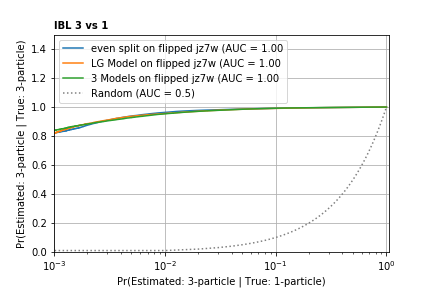 IBL 3 vs 1
Pr(Estimated: 3-particle | True: 3-particle)
1.4
1.2
1.0
0.8
0.6
0.4
0.2
0.0
even split on flipped jz7w (AUC = 1.00
LG Model on flipped jz7w (AUC = 1.00
3 Models on flipped jz7w (AUC = 1.00
Random (AUC = 0.5)
10⁻³ 10⁻² 10⁻¹ 10⁰
Pr(Estimated: 3-particle | True: 1-particle)